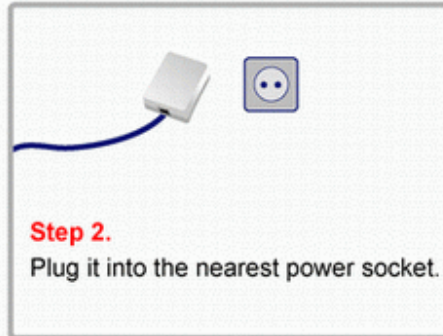 Step 2.
Plug it into the nearest power socket.